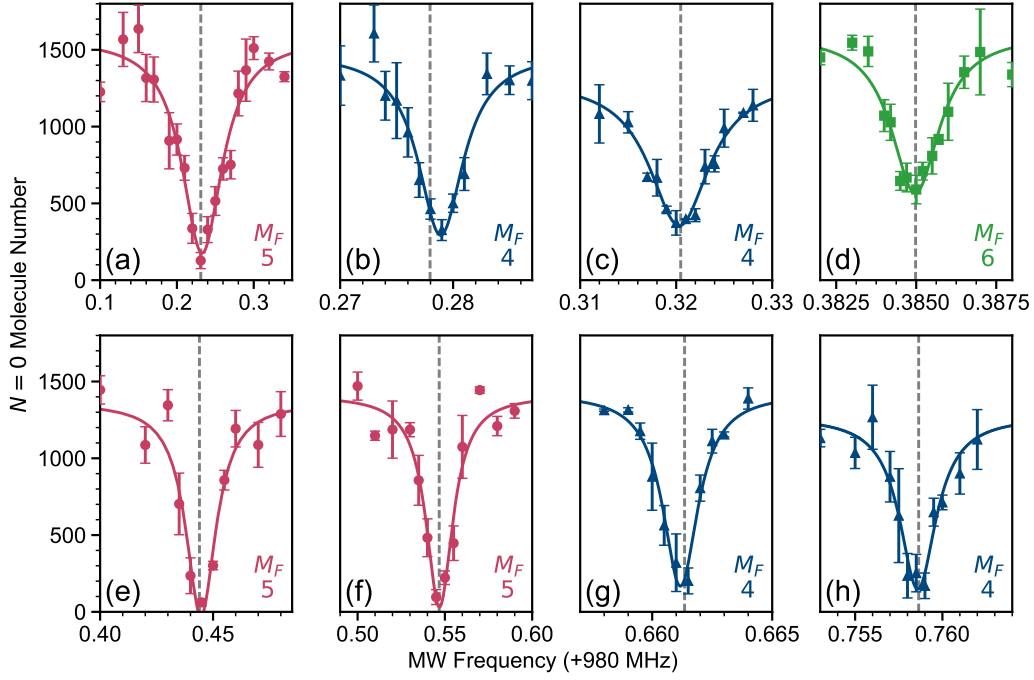 N = 0 Molecule Number
1500
1000
500
0
(a)
M_F
5
0.1
0.2
0.3
(b)
M_F
4
0.27
0.28
(c)
M_F
4
0.31
0.32
0.33
(d)
M_F
6
0.3825
0.3850
0.3875
1500
1000
500
0
(e)
M_F
5
0.40
0.45
(f)
M_F
5
0.50
0.55
0.60
(g)
M_F
4
0.660
0.665
(h)
M_F
4
0.755
0.760
MW Frequency (+980 MHz)